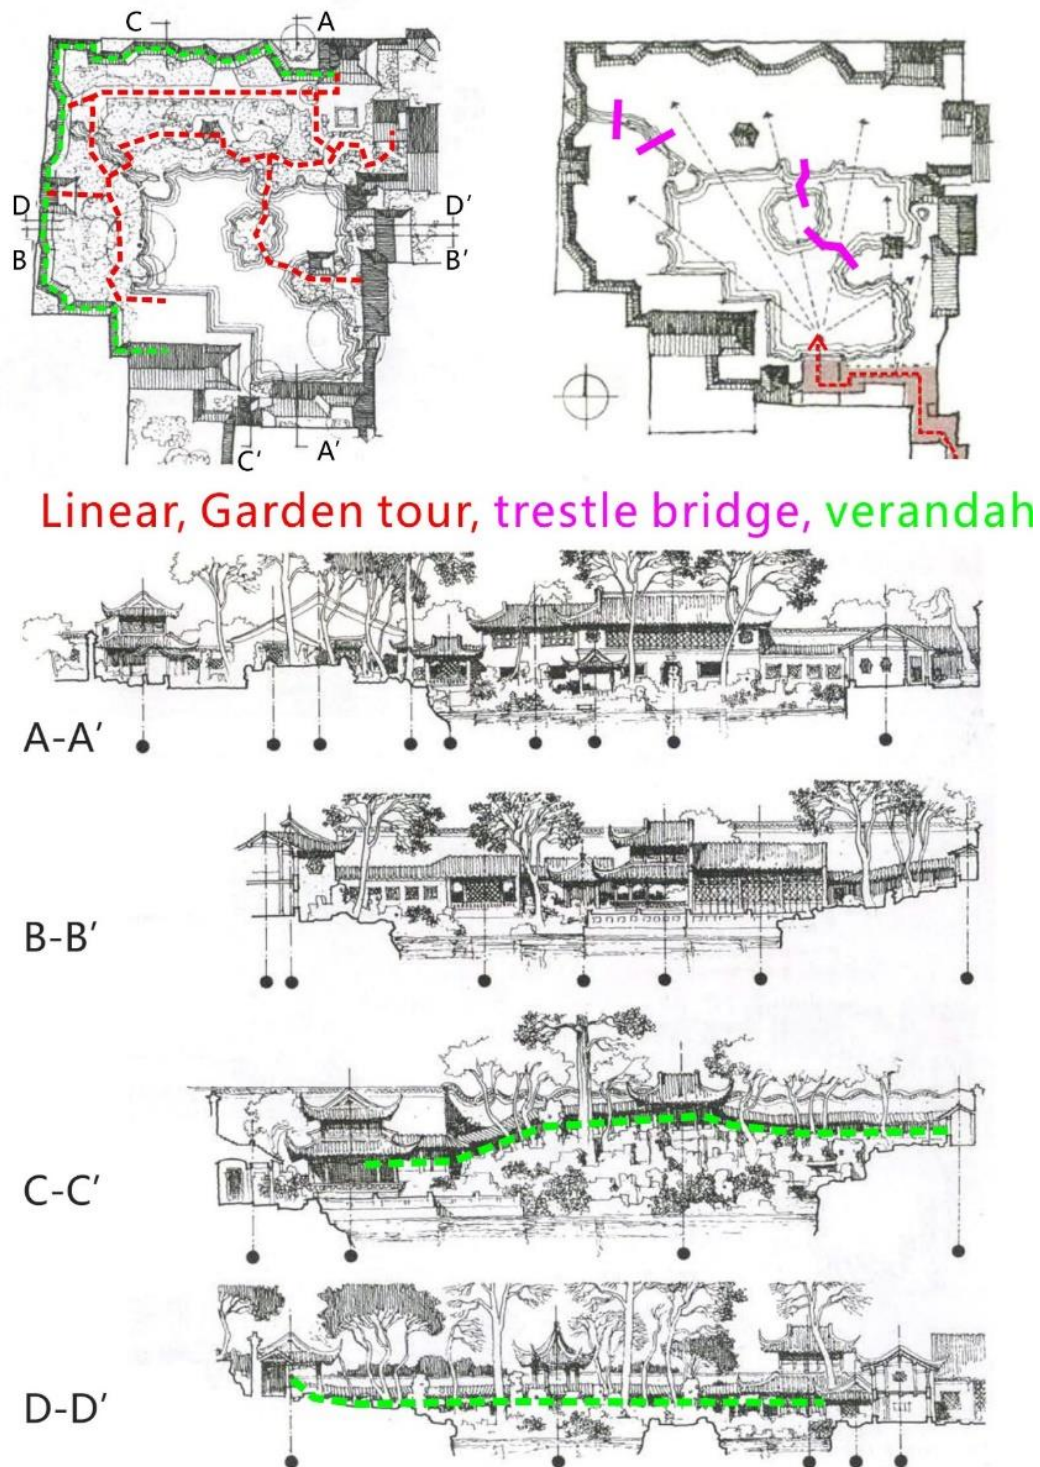 C A
D D'
B B'
C' A'
Linear, Garden tour, trestle bridge, verandah
A-A'
B-B'
C-C'
D-D'